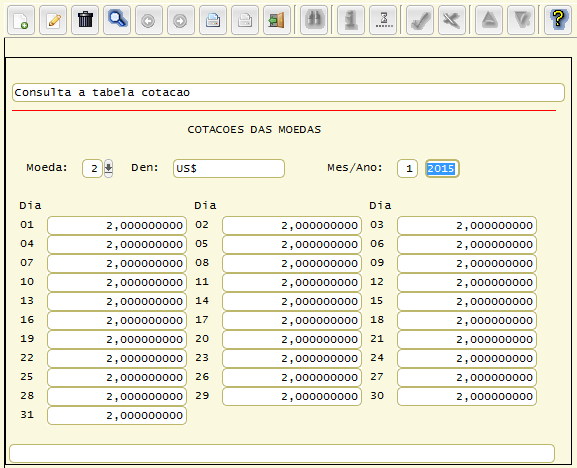 Consulta a tabela cotacao
COTACOES DAS MOEDAS
Moeda: 2 Den: US$ Mes/Ano: 1 2015
Dia Dia Dia
01 2,000000000 02 2,000000000 03 2,000000000
04 2,000000000 05 2,000000000 06 2,000000000
07 2,000000000 08 2,000000000 09 2,000000000
10 2,000000000 11 2,000000000 12 2,000000000
13 2,000000000 14 2,000000000 15 2,000000000
16 2,000000000 17 2,000000000 18 2,000000000
19 2,000000000 20 2,000000000 21 2,000000000
22 2,000000000 23 2,000000000 24 2,000000000
25 2,000000000 26 2,000000000 27 2,000000000
28 2,000000000 29 2,000000000 30 2,000000000
31 2,000000000